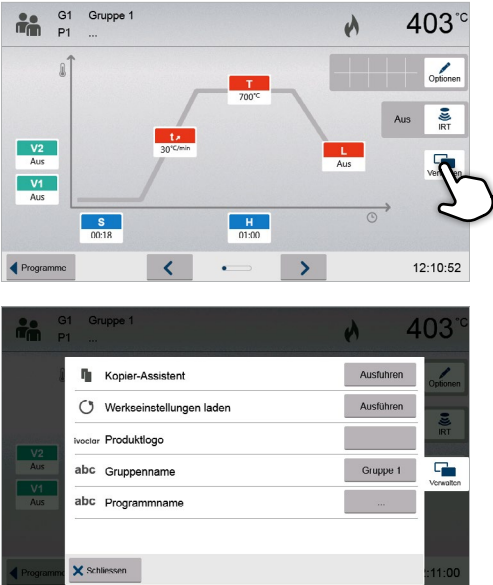 G1 Gruppe 1
P1 ...
403°C
Optionen
T
700°C
Aus
IRT
t↗
30°C/min
V2
Aus
L
Aus
V1
Aus
S
00:18
H
01:00
Programme
12:10:52
G1 Gruppe 1
P1 ...
403°C
Kopier-Assistent Ausführen
Optionen
Werkseinstellungen laden Ausführen
IRT
ivoclar Produktlogo
V2
Aus
abc Gruppenname Gruppe 1
Verwalten
V1
Aus
abc Programmname ...
Schliessen
Programme
:11:00